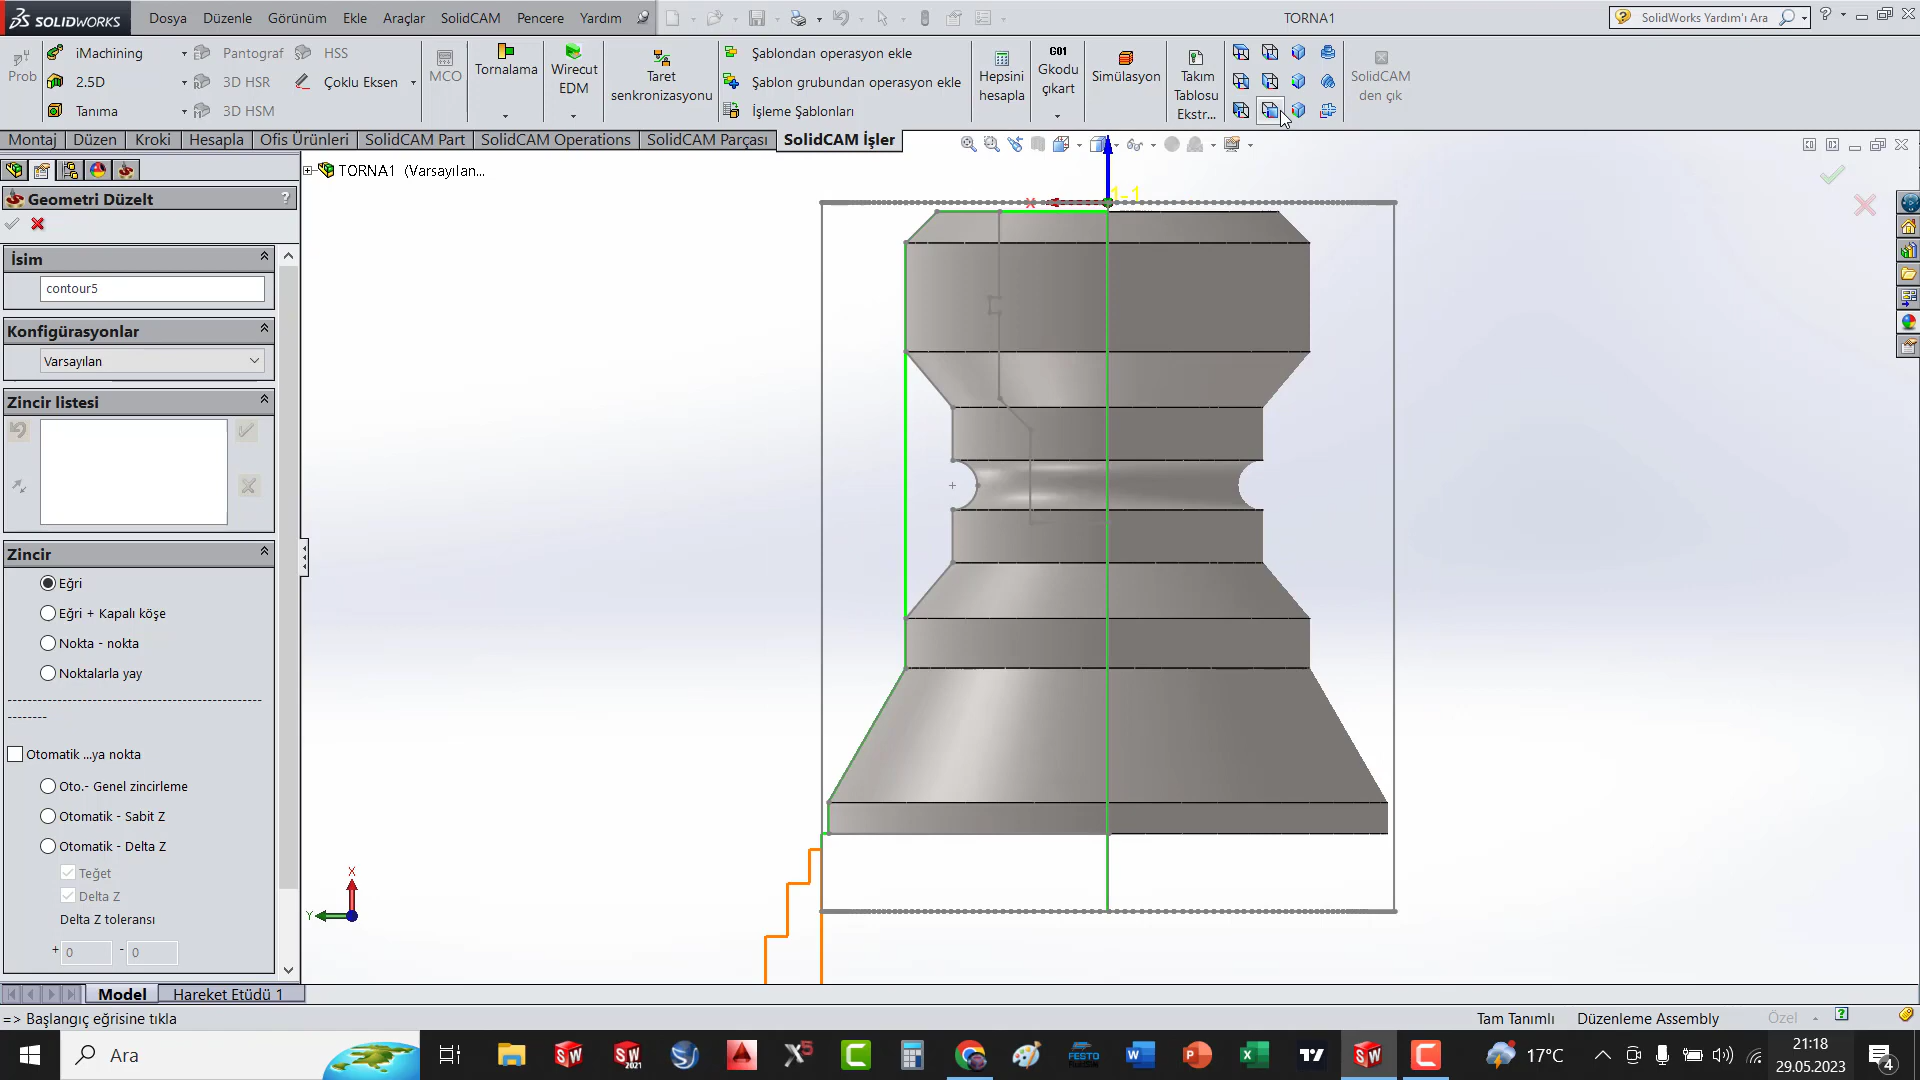 SOLIDWORKS
Dosya Düzenle Görünüm Ekle Araçlar SolidCAM Pencere Yardım
TORNA1
SolidWorks Yardım'ı Ara
Prob
iMachining
2.5D
Tanıma
Pantograf
3D HSR
3D HSM
HSS
Çoklu Eksen
MCO
Tornalama
Wirecut
EDM
Taret
senkronizasyonu
Şablondan operasyon ekle
Şablon grubundan operasyon ekle
İşleme Şablonları
Hepsini
hesapla
G01
Gkodu
çıkart
Simülasyon
Takım
Tablosu
Ekstr...
SolidCAM
den çık
Montaj Düzen Kroki Hesapla Ofis Ürünleri SolidCAM Part SolidCAM Operations SolidCAM Parçası SolidCAM İşler
TORNA1 (Varsayılan...
Geometri Düzelt
?
İsim
contour5
Konfigürasyonlar
Varsayılan
Zincir listesi
Zincir
Eğri
Eğri + Kapalı köşe
Nokta - nokta
Noktalarla yay
Otomatik ...ya nokta
Oto.- Genel zincirleme
Otomatik - Sabit Z
Otomatik - Delta Z
Teğet
Delta Z
Delta Z toleransı
+ 0 - 0
X
1-1
X
Y
Model Hareket Etüdü 1
=> Başlangıç eğrisine tıkla
Tam Tanımlı Düzenleme Assembly Özel
Ara
17°C
21:18
29.05.2023
4